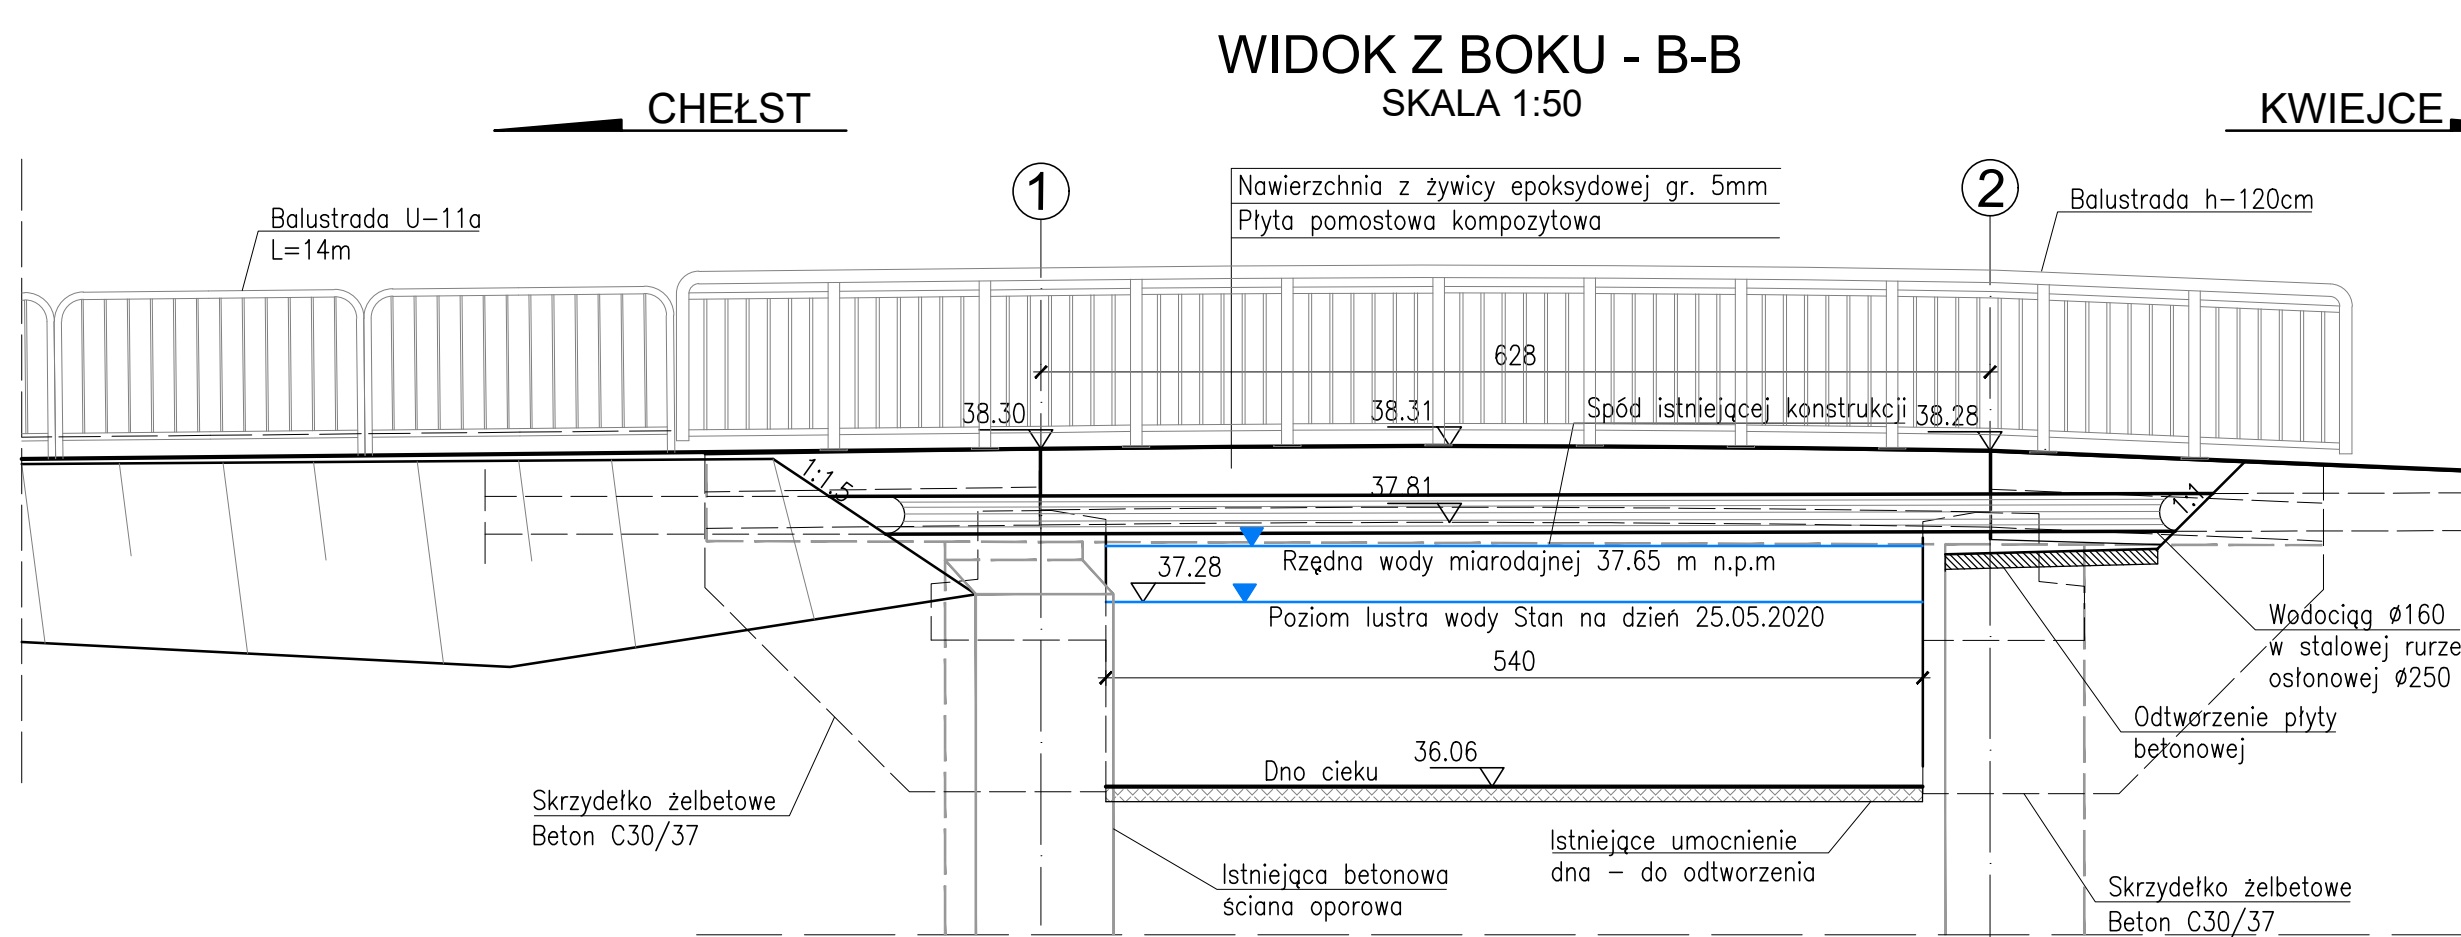 WIDOK Z BOKU - B-B
SKALA 1:50
CHEŁST
KWIEJCE
1
2
Nawierzchnia z żywicy epoksydowej gr. 5mm
Płyta pomostowa kompozytowa
Balustrada U-11a
L=14m
Balustrada h-120cm
628
38.30
38.31
Spód istniejącej konstrukcji
38.28
1:1.5
37.81
1:1
Rzędna wody miarodajnej 37.65 m n.p.m
37.28
Poziom lustra wody Stan na dzień 25.05.2020
Wodociąg Ø160
w stalowej rurze
osłonowej Ø250
540
Odtworzenie płyty
betonowej
Dno cieku
36.06
Skrzydełko żelbetowe
Beton C30/37
Istniejące umocnienie
dna - do odtworzenia
Istniejąca betonowa
ściana oporowa
Skrzydełko żelbetowe
Beton C30/37